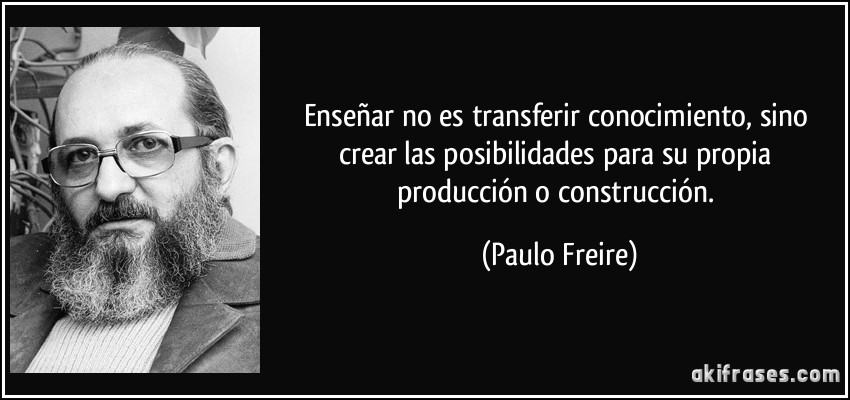 Enseñar no es transferir conocimiento, sino
crear las posibilidades para su propia
producción o construcción.
(Paulo Freire)
akifrases.com